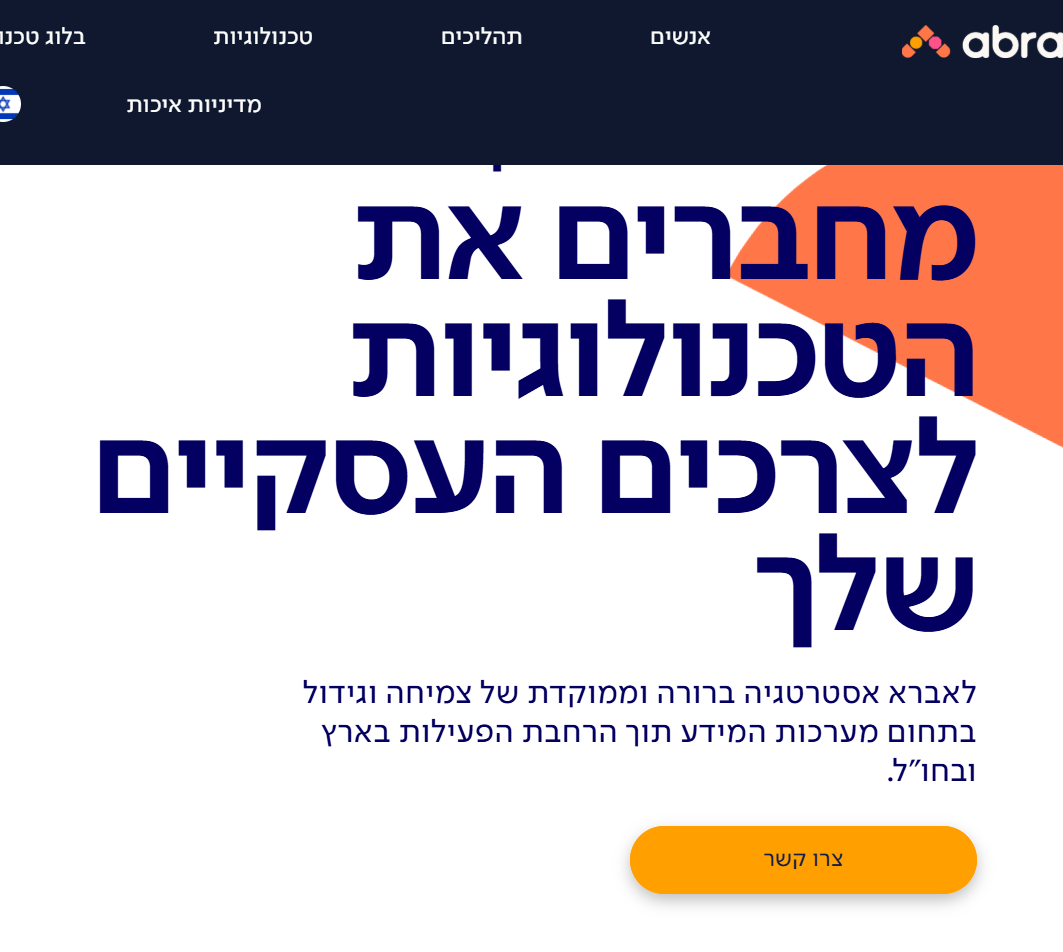 abra
אנשים
תהליכים
טכנולוגיות
בלוג
מדיניות איכות
מחברים את
הטכנולוגיות
לצרכים העסקיים
שלך
לאברא אסטרטגיה ברורה וממוקדת של צמיחה וגידול
בתחום מערכות המידע תוך הרחבת הפעילות בארץ
ובחו״ל.
צרו קשר